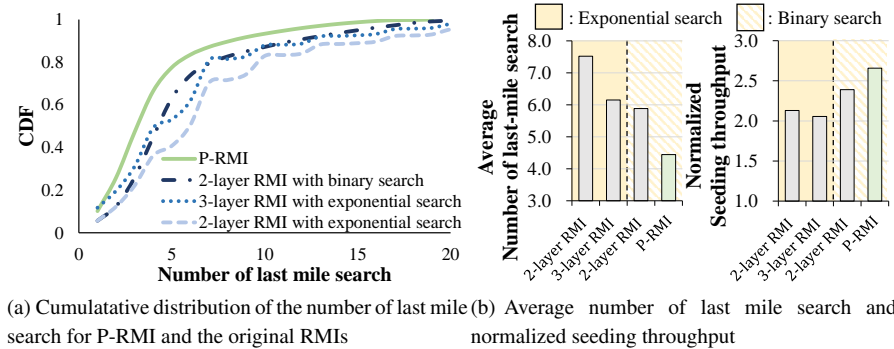 1
0.8
0.6
0.4
0.2
0
CDF
P-RMI
2-layer RMI with binary search
3-layer RMI with exponential search
2-layer RMI with exponential search
0 5 10 15 20
Number of last mile search
(a) Cumulatative distribution of the number of last mile
search for P-RMI and the original RMIs
: Exponential search : Binary search
Average
Number of last-mile search
8.0
7.0
6.0
5.0
4.0
3.0
2-layer RMI
3-layer RMI
2-layer RMI
P-RMI
Normalized
Seeding throughput
3.0
2.5
2.0
1.5
1.0
2-layer RMI
3-layer RMI
2-layer RMI
P-RMI
(b) Average number of last mile search and
normalized seeding throughput